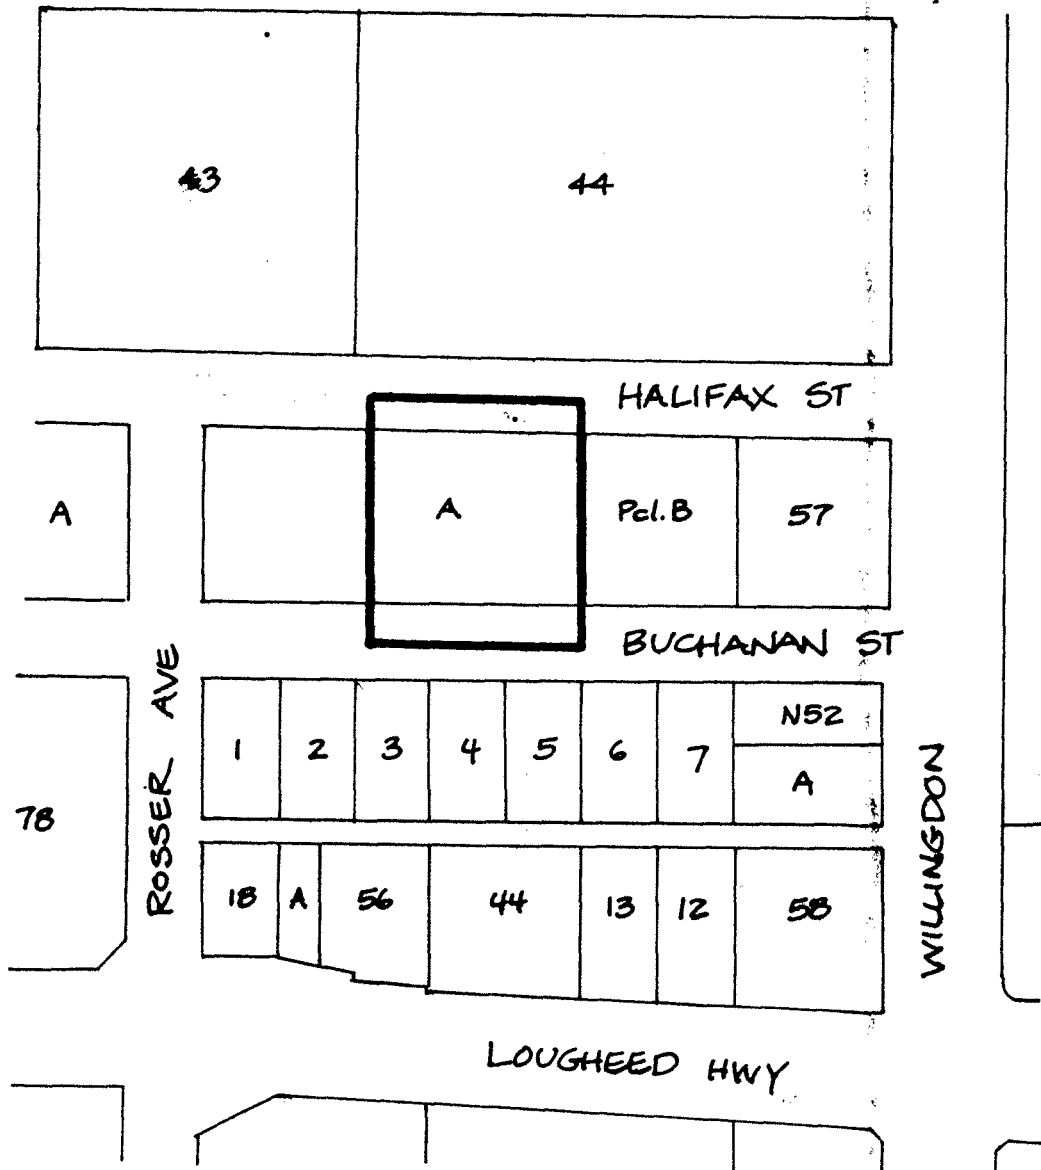 43
44
HALIFAX ST
A
A
Pcl.B
57
BUCHANAN ST
ROSSER AVE
N52
1
2
3
4
5
6
7
A
78
WILLINGDON
18
A
56
44
13
12
58
LOUGHEED HWY